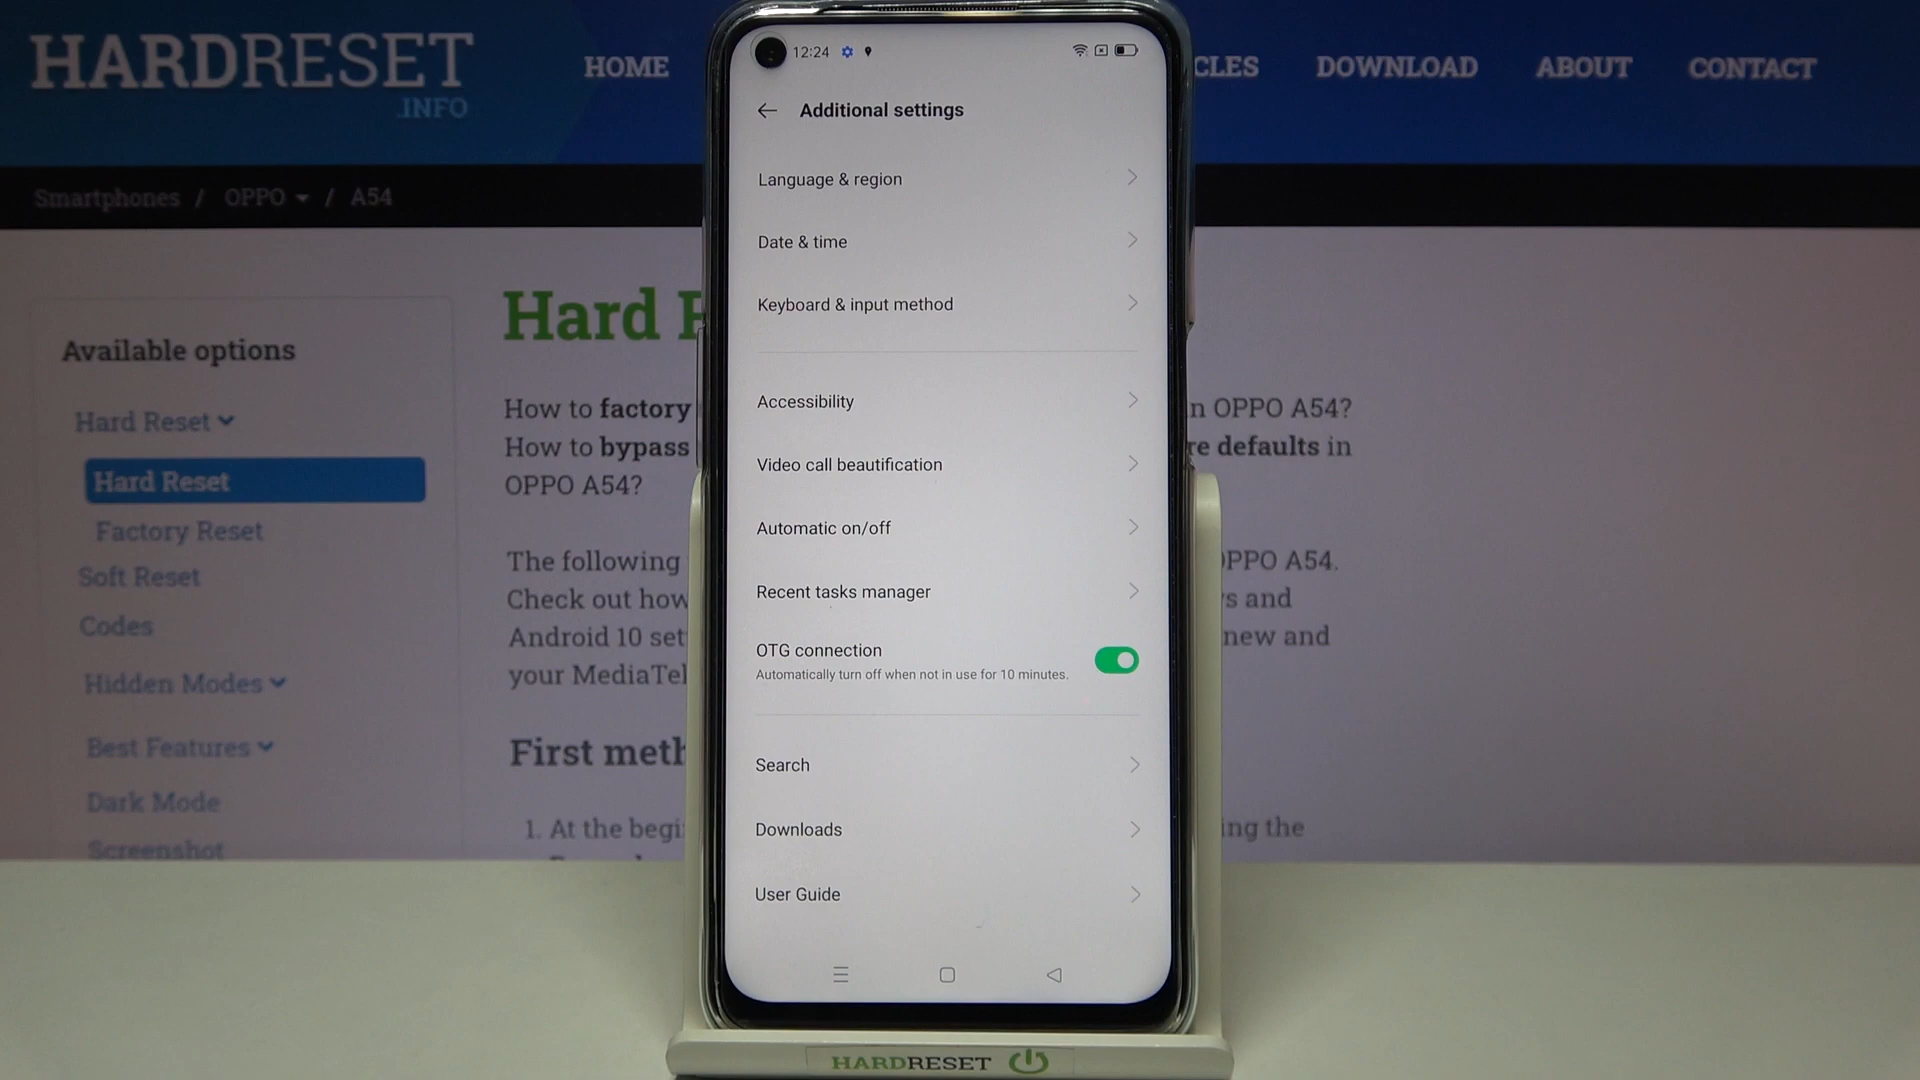 HARDRESET
.INFO
HOME
CLES
DOWNLOAD
ABOUT
CONTACT
Smartphones / OPPO / A54
Available options
Hard Reset
Hard Reset
Factory Reset
Soft Reset
Codes
Hidden Modes
Best Features
Dark Mode
Screenshot
Hard
How to factory
n OPPO A54?
How to bypass
re defaults in
OPPO A54?
The following
OPPO A54.
Check out how
s and
Android 10 set
new and
your MediaTek
First meth
1. At the begi
ing the
12:24
Additional settings
Language & region
Date & time
Keyboard & input method
Accessibility
Video call beautification
Automatic on/off
Recent tasks manager
OTG connection
Automatically turn off when not in use for 10 minutes.
Search
Downloads
User Guide
HARDRESET